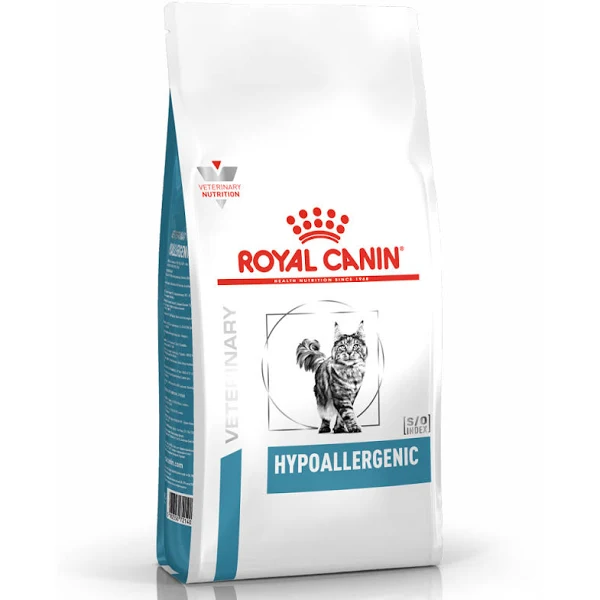 VETERINARY
NUTRITION
ROYAL CANIN®
HEALTH NUTRITION SINCE 1968
VETERINARY
S/O
INDEX
HYPOALLERGENIC